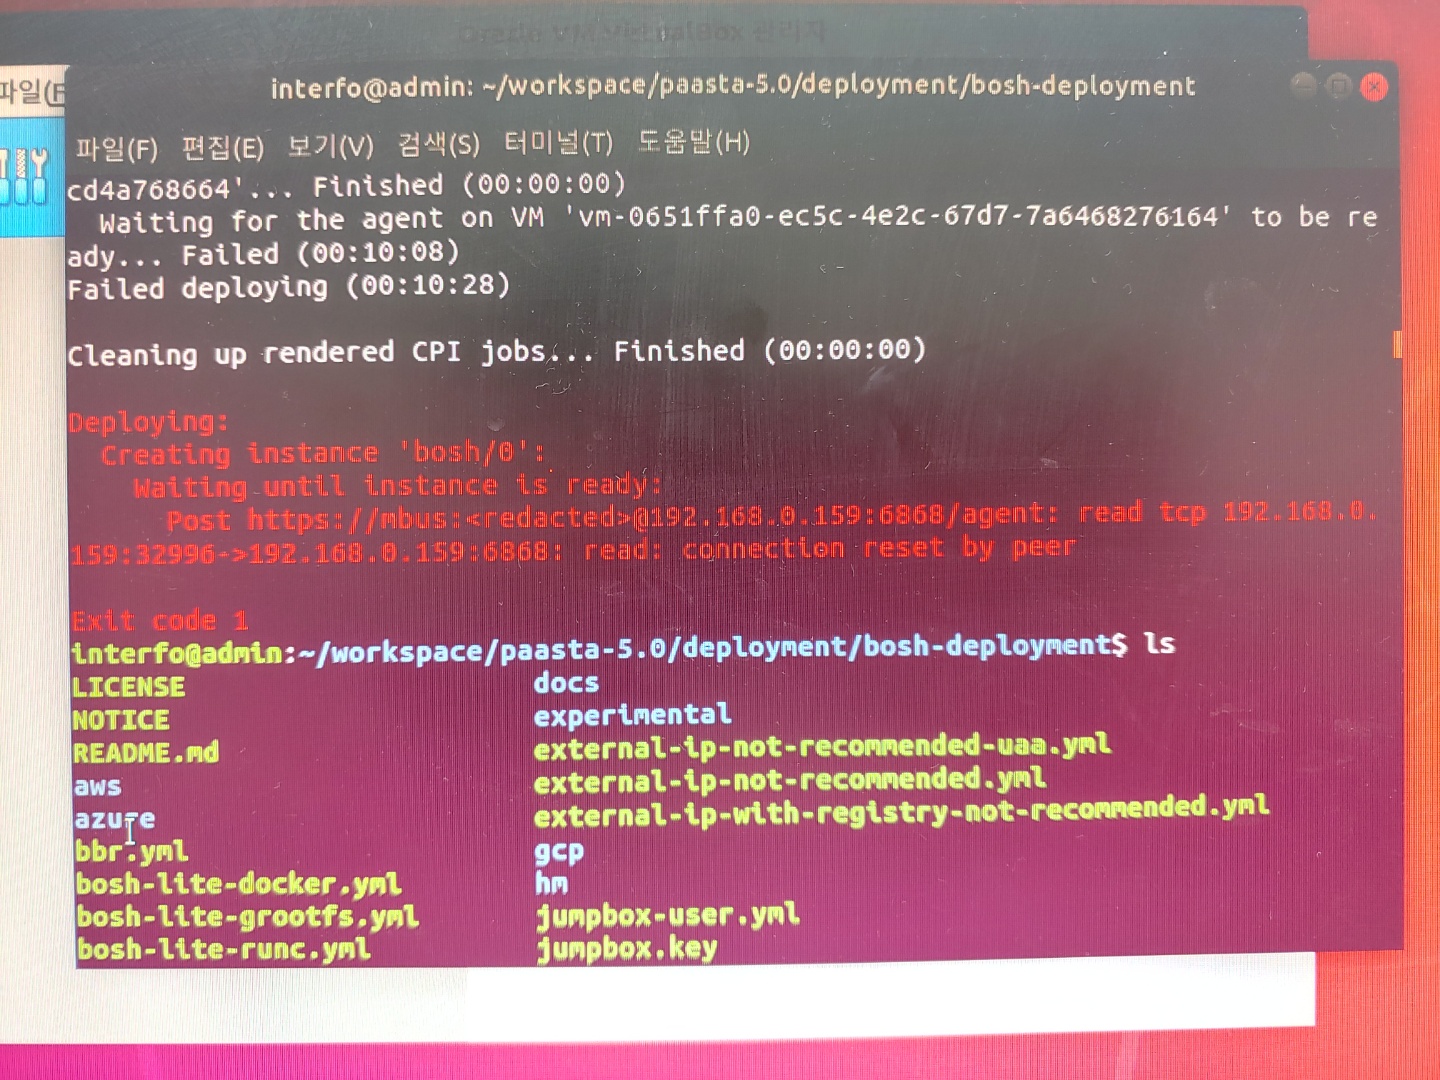 Oracle VM VirtualBox 관리자
파일(F
interfo@admin: ~/workspace/paasta-5.0/deployment/bosh-deployment
파일(F) 편집(E) 보기(V) 검색(S) 터미널(T) 도움말(H)
cd4a768664'... Finished (00:00:00)
  Waiting for the agent on VM 'vm-0651ffa0-ec5c-4e2c-67d7-7a6468276164' to be re
ady... Failed (00:10:08)
Failed deploying (00:10:28)
Cleaning up rendered CPI jobs... Finished (00:00:00)
Deploying:
  Creating instance 'bosh/0':
    Waiting until instance is ready:
      Post https://mbus:<redacted>@192.168.0.159:6868/agent: read tcp 192.168.0.
159:32996->192.168.0.159:6868: read: connection reset by peer
Exit code 1
interfo@admin:~/workspace/paasta-5.0/deployment/bosh-deployment$ ls
LICENSE docs
NOTICE experimental
README.md external-ip-not-recommended-uaa.yml
aws external-ip-not-recommended.yml
azure external-ip-with-registry-not-recommended.yml
bbr.yml gcp
bosh-lite-docker.yml hm
bosh-lite-grootfs.yml jumpbox-user.yml
bosh-lite-runc.yml jumpbox.key